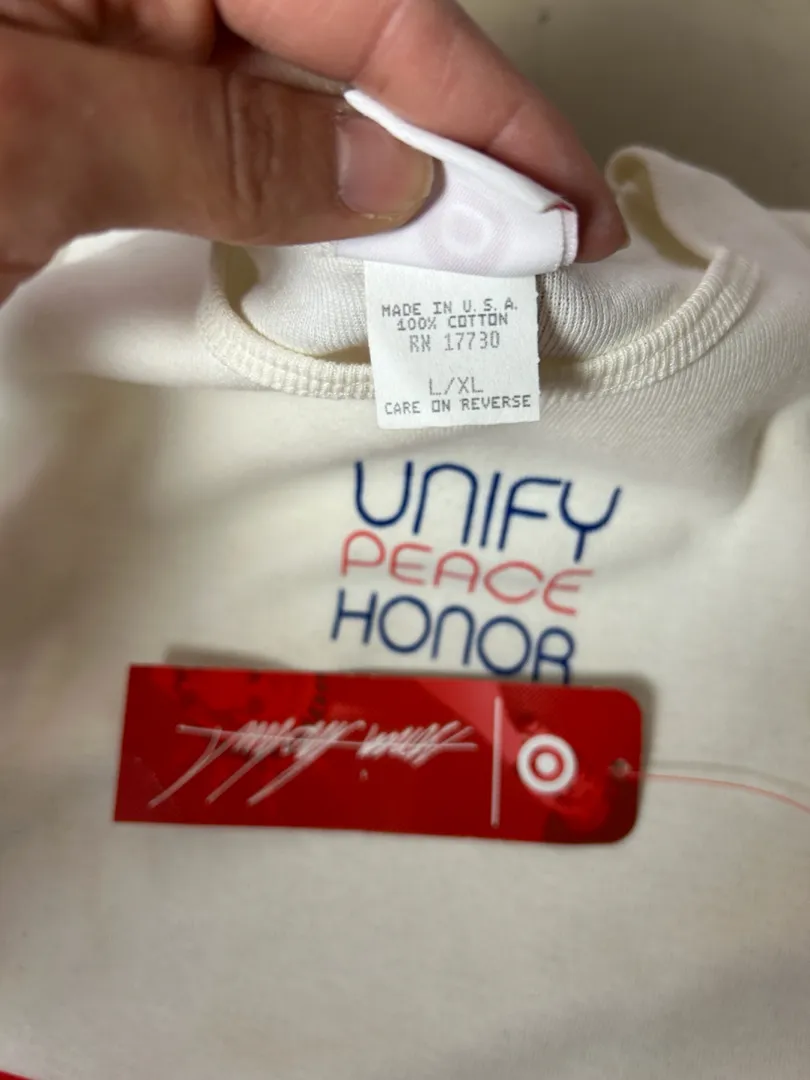 MADE IN U.S.A.
100% COTTON
RN 17730
L/XL
CARE ON REVERSE
UNIFY
PEACE
HONOR